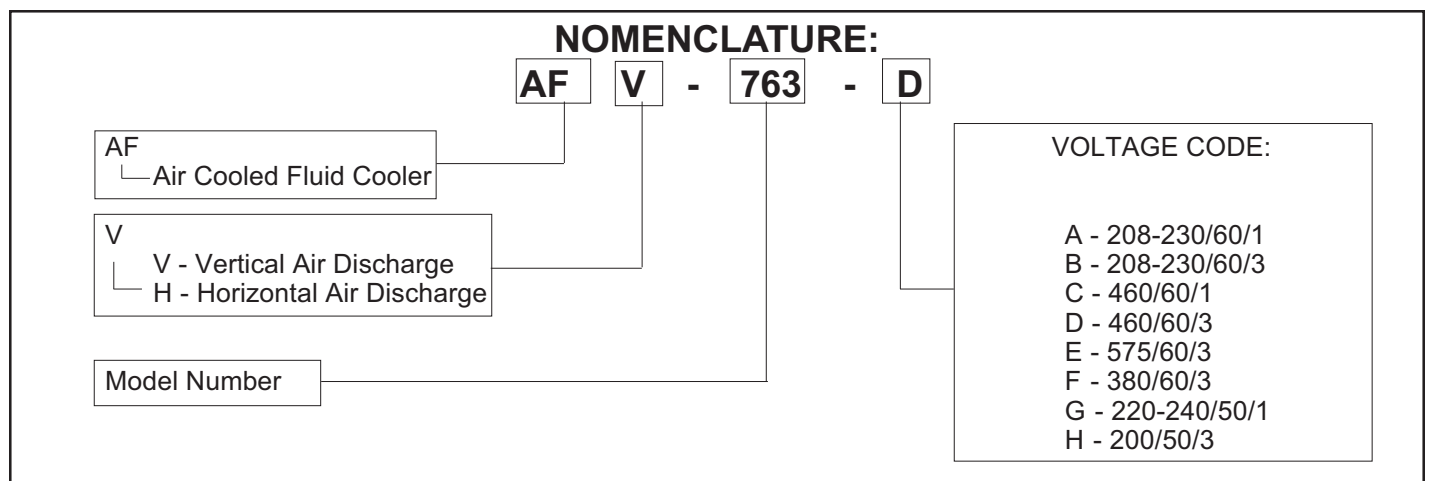 NOMENCLATURE:
AF V - 763 - D
AF
Air Cooled Fluid Cooler
V
V - Vertical Air Discharge
H - Horizontal Air Discharge
Model Number
VOLTAGE CODE:
A - 208-230/60/1
B - 208-230/60/3
C - 460/60/1
D - 460/60/3
E - 575/60/3
F - 380/60/3
G - 220-240/50/1
H - 200/50/3